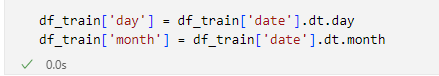 df_train['day'] = df_train['date'].dt.day
df_train['month'] = df_train['date'].dt.month
✓ 0.0s